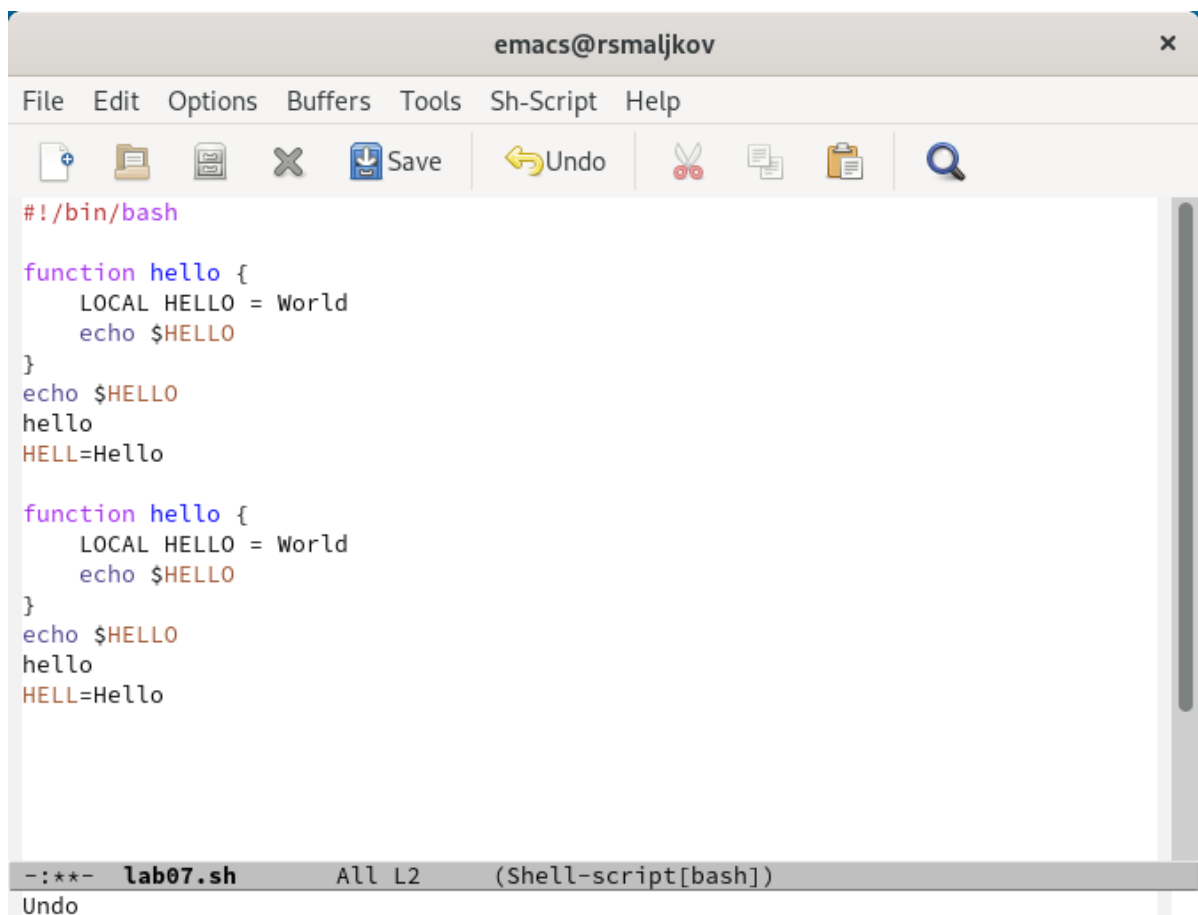 emacs@rsmaljkov ×
File Edit Options Buffers Tools Sh-Script Help
Save Undo
#!/bin/bash
function hello {
    LOCAL HELLO = World
    echo $HELLO
}
echo $HELLO
hello
HELL=Hello
function hello {
    LOCAL HELLO = World
    echo $HELLO
}
echo $HELLO
hello
HELL=Hello
-:**- lab07.sh All L2 (Shell-script[bash])
Undo